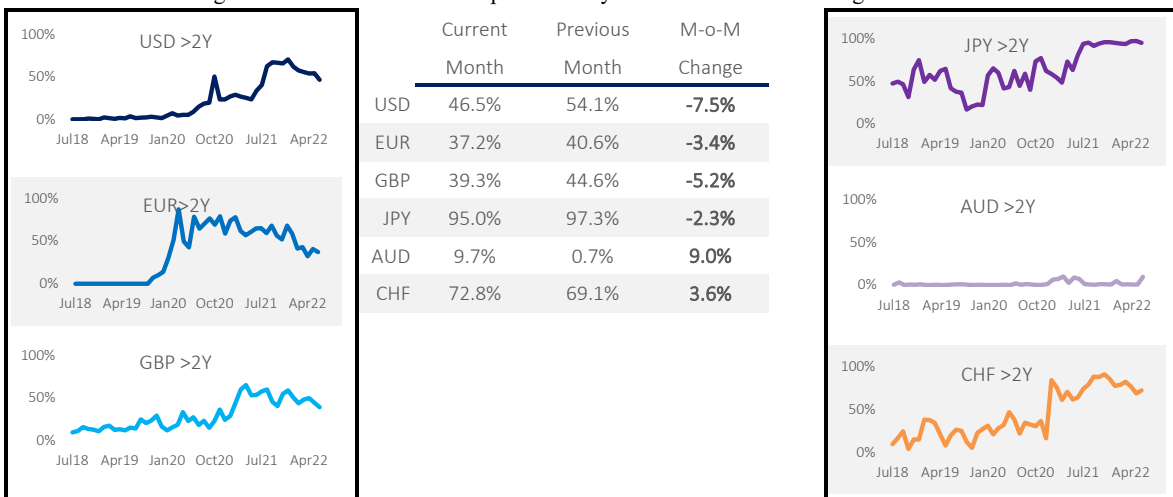 USD >2Y
100%
50%
0%
Jul18 Apr19 Jan20 Oct20 Jul21 Apr22
EUR>2Y
100%
50%
0%
Jul18 Apr19 Jan20 Oct20 Jul21 Apr22
GBP >2Y
100%
50%
0%
Jul18 Apr19 Jan20 Oct20 Jul21 Apr22
Current Previous M-o-M
Month Month Change
USD 46.5% 54.1% -7.5%
EUR 37.2% 40.6% -3.4%
GBP 39.3% 44.6% -5.2%
JPY 95.0% 97.3% -2.3%
AUD 9.7% 0.7% 9.0%
CHF 72.8% 69.1% 3.6%
JPY >2Y
100%
50%
0%
Jul18 Apr19 Jan20 Oct20 Jul21 Apr22
AUD >2Y
100%
50%
0%
Jul18 Apr19 Jan20 Oct20 Jul21 Apr22
CHF >2Y
100%
50%
0%
Jul18 Apr19 Jan20 Oct20 Jul21 Apr22